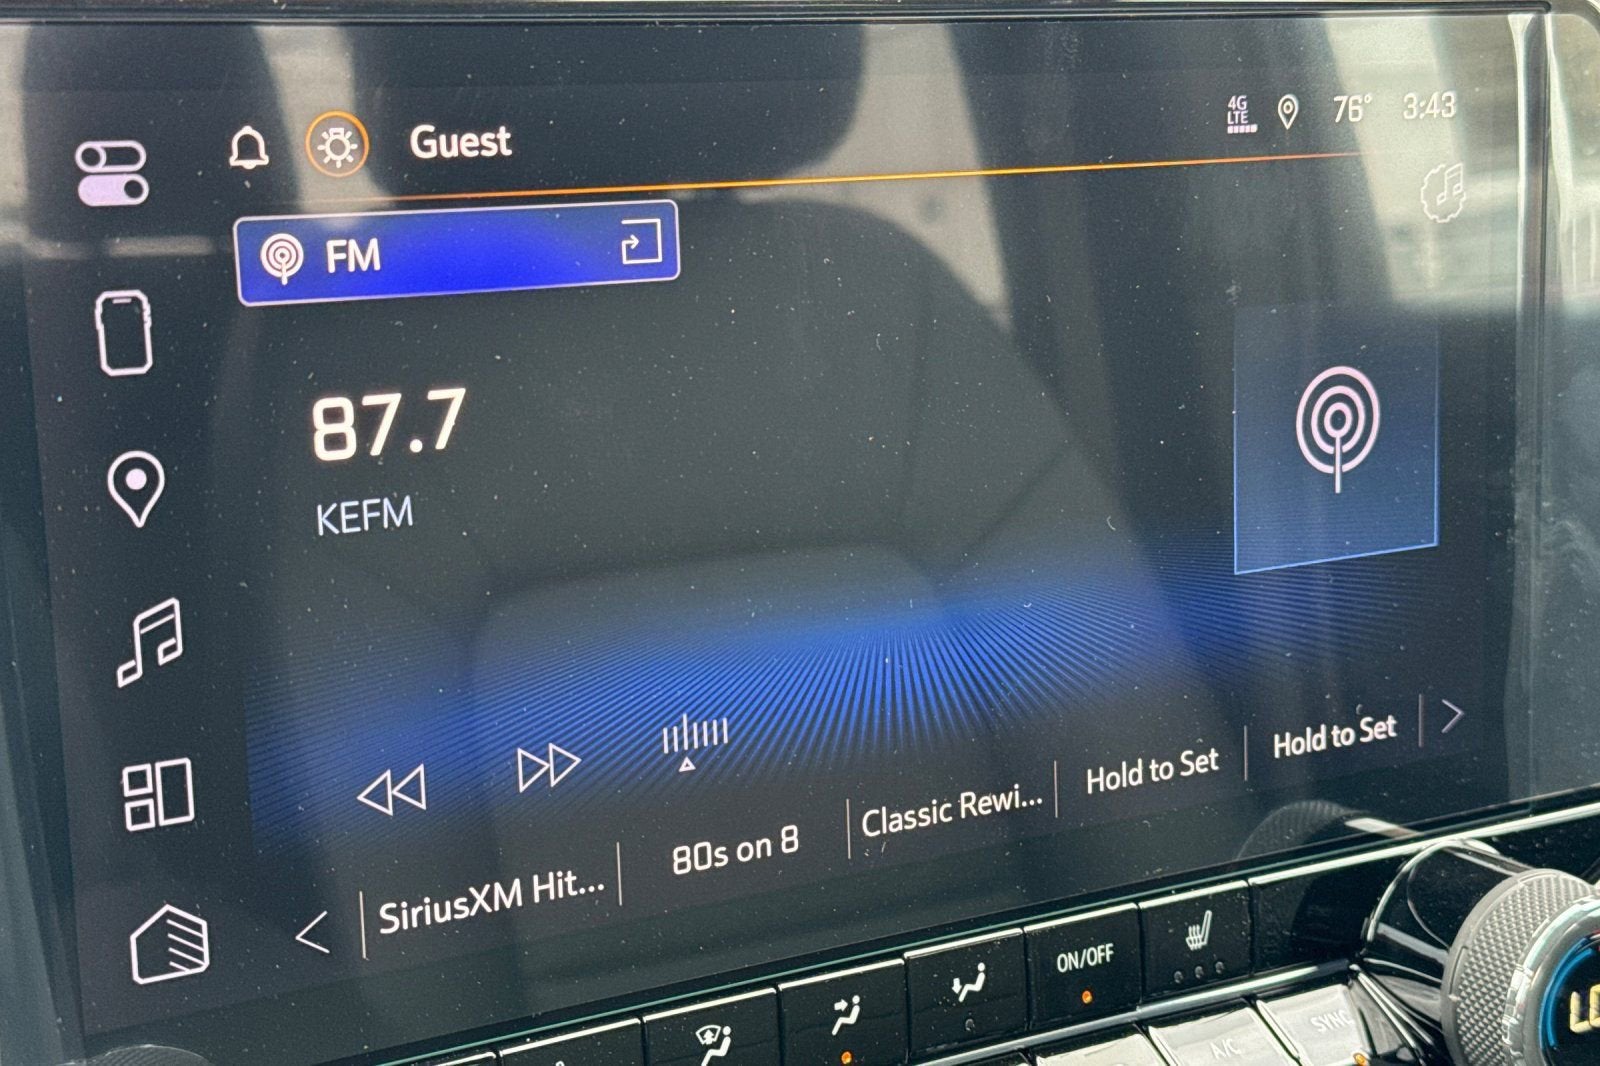 Guest
4G
LTE
76°
3:43
FM
87.7
KEFM
SiriusXM Hit...
80s on 8
Classic Rewi...
Hold to Set
Hold to Set
ON/OFF
A/C
SYNC